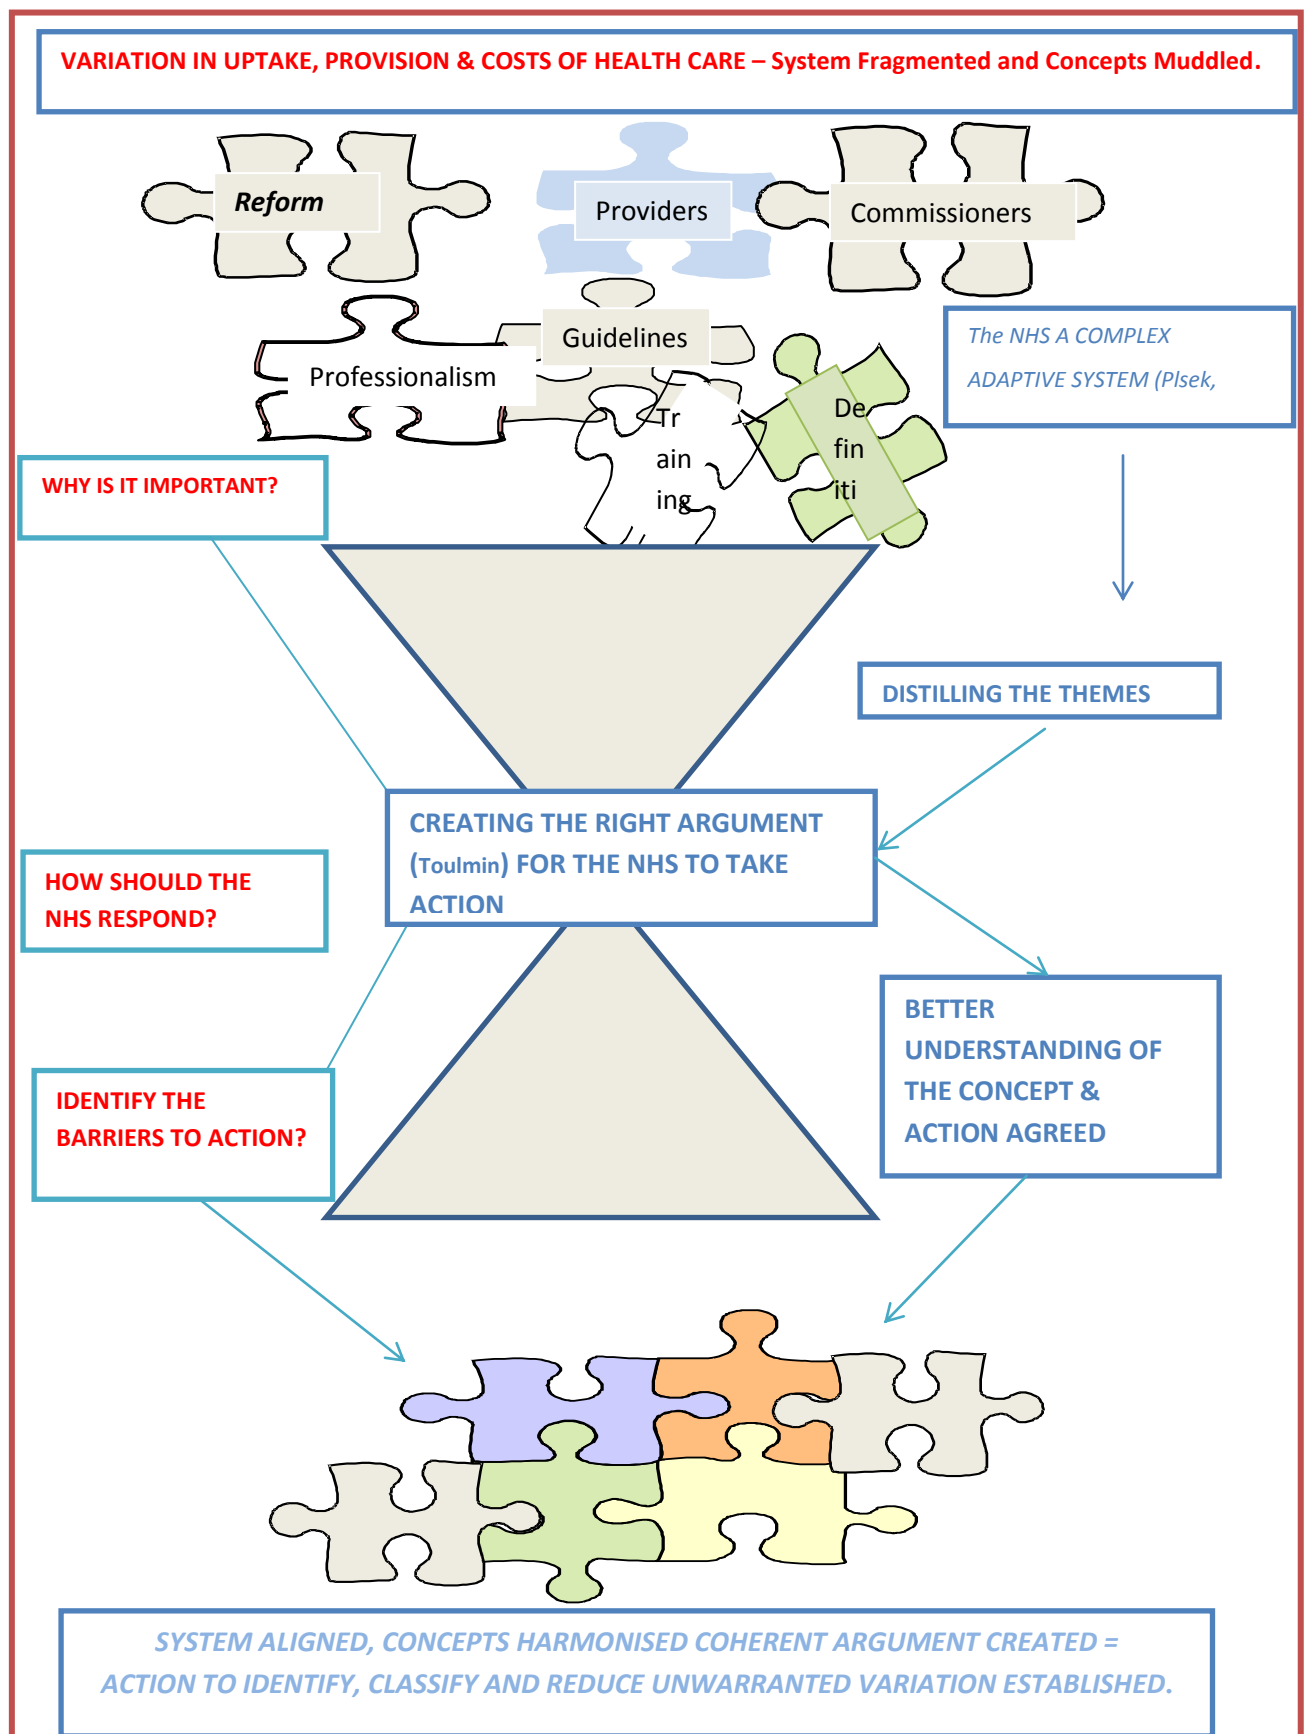 VARIATION IN UPTAKE, PROVISION & COSTS OF HEALTH CARE – System Fragmented and Concepts Muddled.
Reform
Providers
Commissioners
Guidelines
Professionalism
The NHS A COMPLEX
ADAPTIVE SYSTEM (Plsek,
Tr
ain
ing
De
fin
iti
WHY IS IT IMPORTANT?
DISTILLING THE THEMES
CREATING THE RIGHT ARGUMENT
(Toulmin) FOR THE NHS TO TAKE
ACTION
HOW SHOULD THE
NHS RESPOND?
BETTER
UNDERSTANDING OF
THE CONCEPT &
ACTION AGREED
IDENTIFY THE
BARRIERS TO ACTION?
SYSTEM ALIGNED, CONCEPTS HARMONISED COHERENT ARGUMENT CREATED =
ACTION TO IDENTIFY, CLASSIFY AND REDUCE UNWARRANTED VARIATION ESTABLISHED.